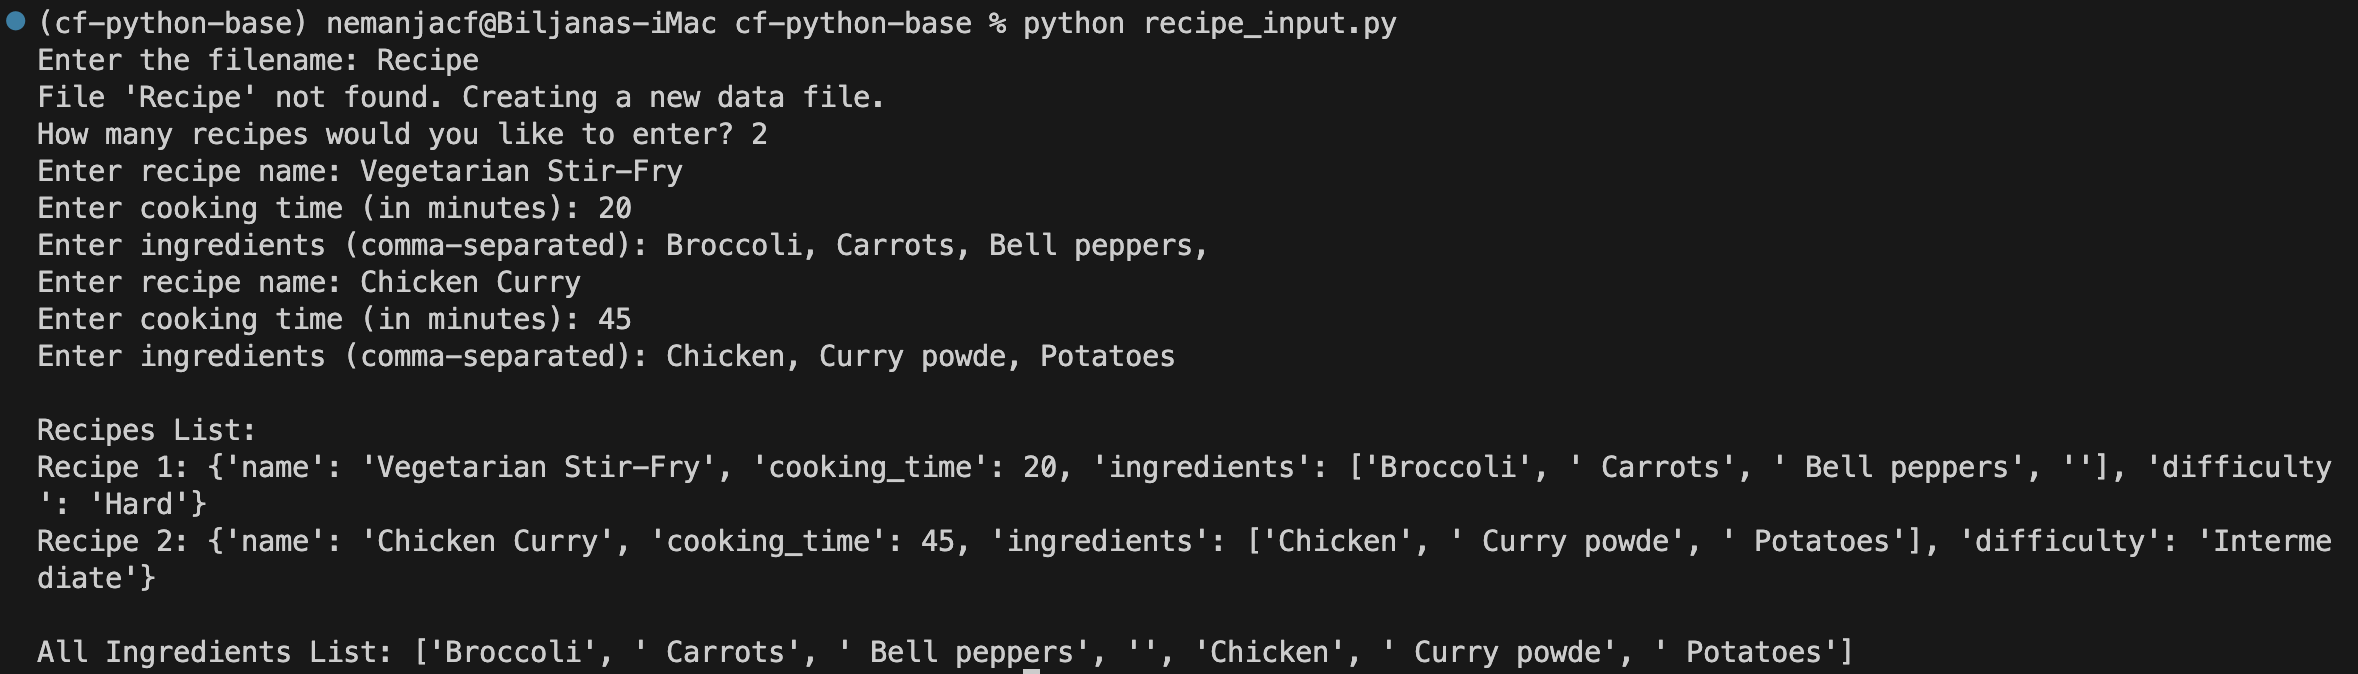 (cf-python-base) nemanjacf@Biljanas-iMac cf-python-base % python recipe_input.py
Enter the filename: Recipe
File 'Recipe' not found. Creating a new data file.
How many recipes would you like to enter? 2
Enter recipe name: Vegetarian Stir-Fry
Enter cooking time (in minutes): 20
Enter ingredients (comma-separated): Broccoli, Carrots, Bell peppers,
Enter recipe name: Chicken Curry
Enter cooking time (in minutes): 45
Enter ingredients (comma-separated): Chicken, Curry powde, Potatoes
Recipes List:
Recipe 1: {'name': 'Vegetarian Stir-Fry', 'cooking_time': 20, 'ingredients': ['Broccoli', ' Carrots', ' Bell peppers', ''], 'difficulty
': 'Hard'}
Recipe 2: {'name': 'Chicken Curry', 'cooking_time': 45, 'ingredients': ['Chicken', ' Curry powde', ' Potatoes'], 'difficulty': 'Interme
diate'}
All Ingredients List: ['Broccoli', ' Carrots', ' Bell peppers', '', 'Chicken', ' Curry powde', ' Potatoes']